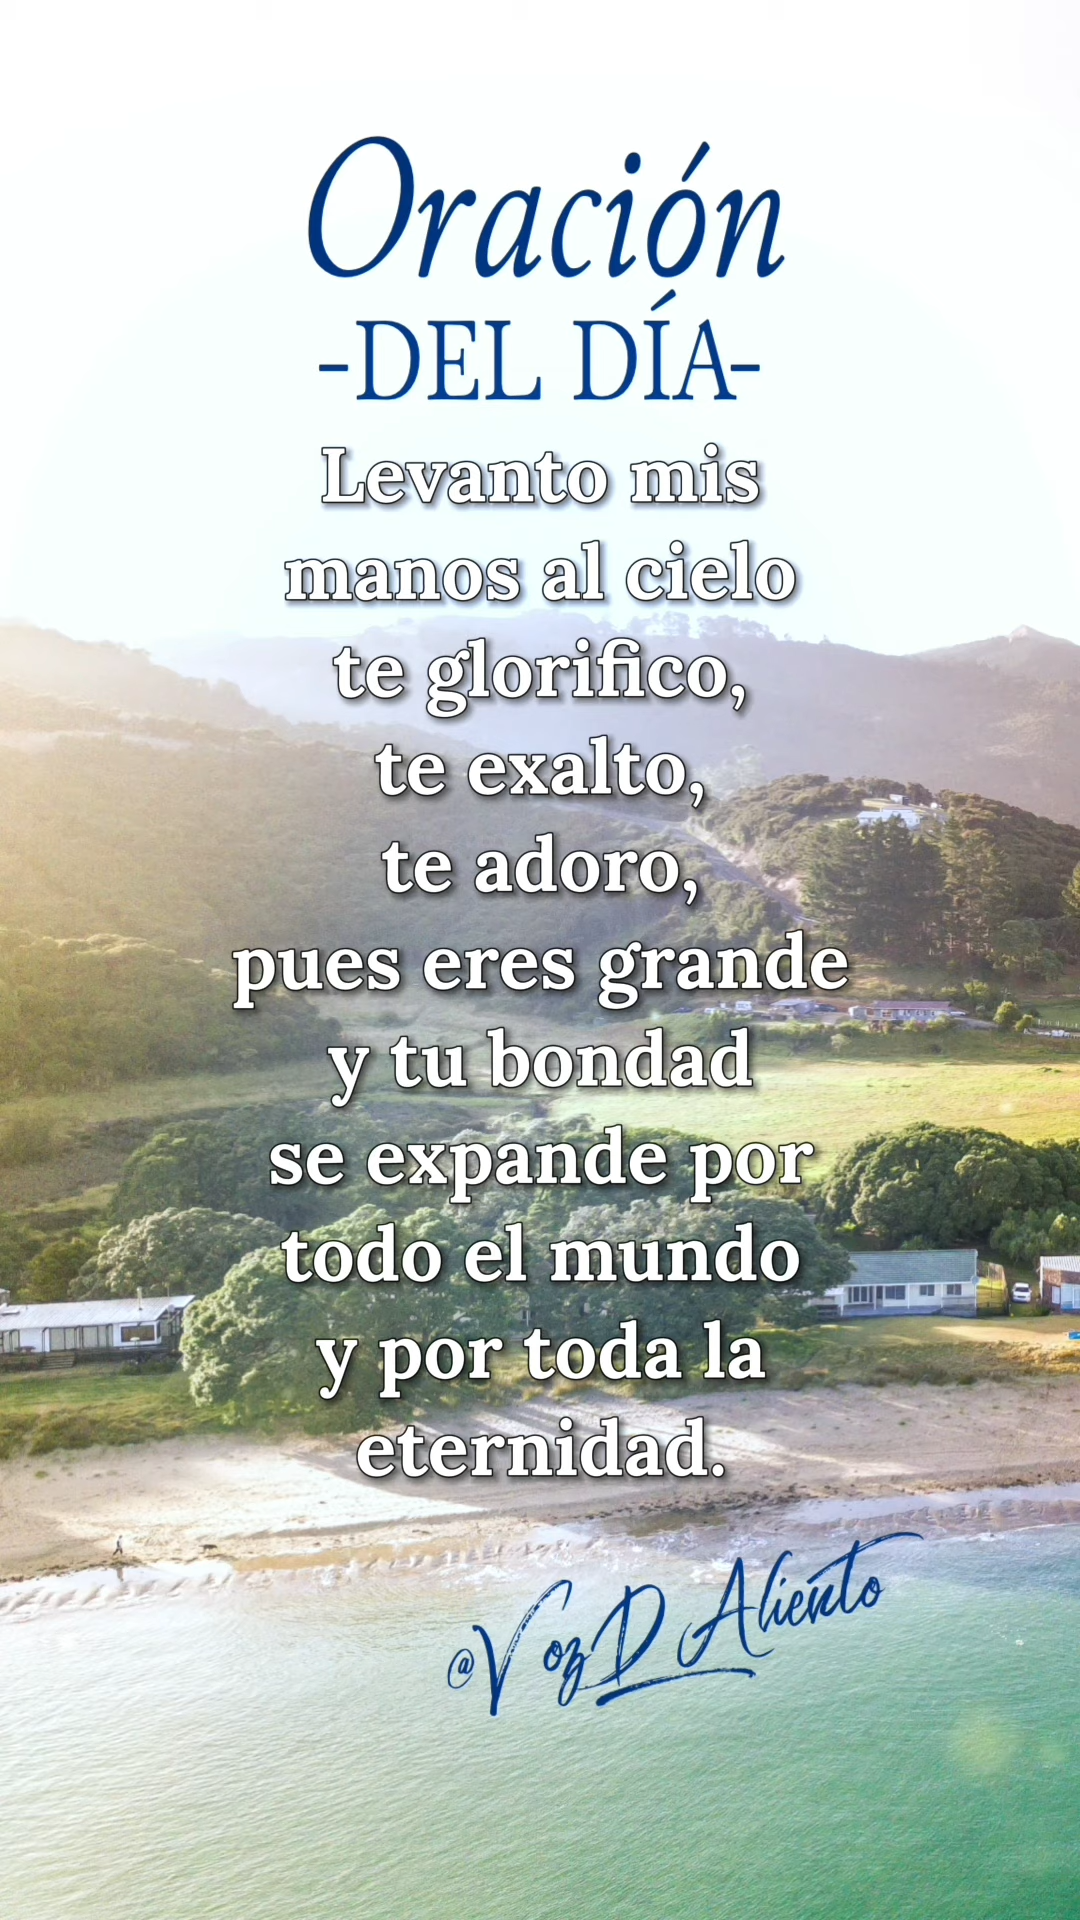 Oración
-DEL DÍA-
Levanto mis
manos al cielo
te glorifico,
te exalto,
te adoro,
pues eres grande
y tu bondad
se expande por
todo el mundo
y por toda la
eternidad.
@VozDAliento